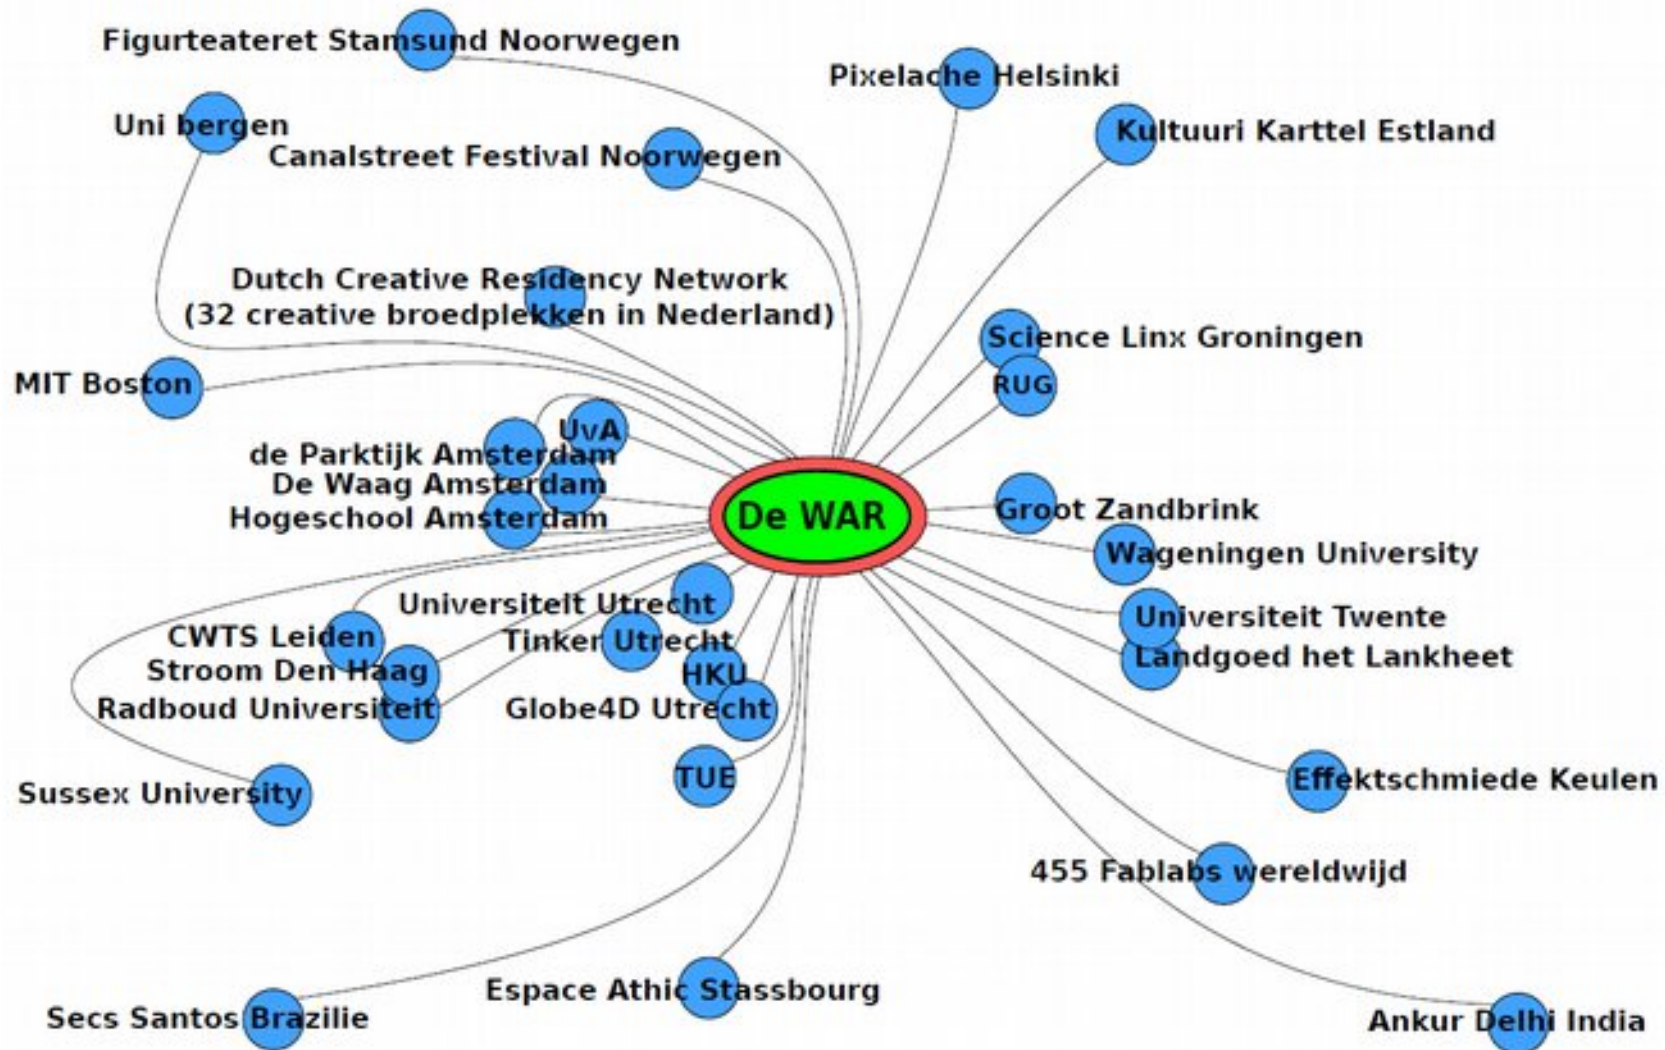 Figurteateret Stamsund Noorwegen
Pixelache Helsinki
Uni bergen
Kultuuri Karttel Estland
Canalstreet Festival Noorwegen
Dutch Creative Residency Network
(32 creative broedplekken in Nederland)
Science Linx Groningen
MIT Boston
RUG
UvA
de Parktijk Amsterdam
De Waag Amsterdam
Hogeschool Amsterdam
De WAR
Groot Zandbrink
Wageningen University
Universiteit Utrecht
Universiteit Twente
CWTS Leiden
Tinker Utrecht
Landgoed het Lankheet
Stroom Den Haag
HKU
Radboud Universiteit
Globe4D Utrecht
TUE
Effektschmiede Keulen
Sussex University
455 Fablabs wereldwijd
Espace Athic Stassbourg
Secs Santos Brazilie
Ankur Delhi India